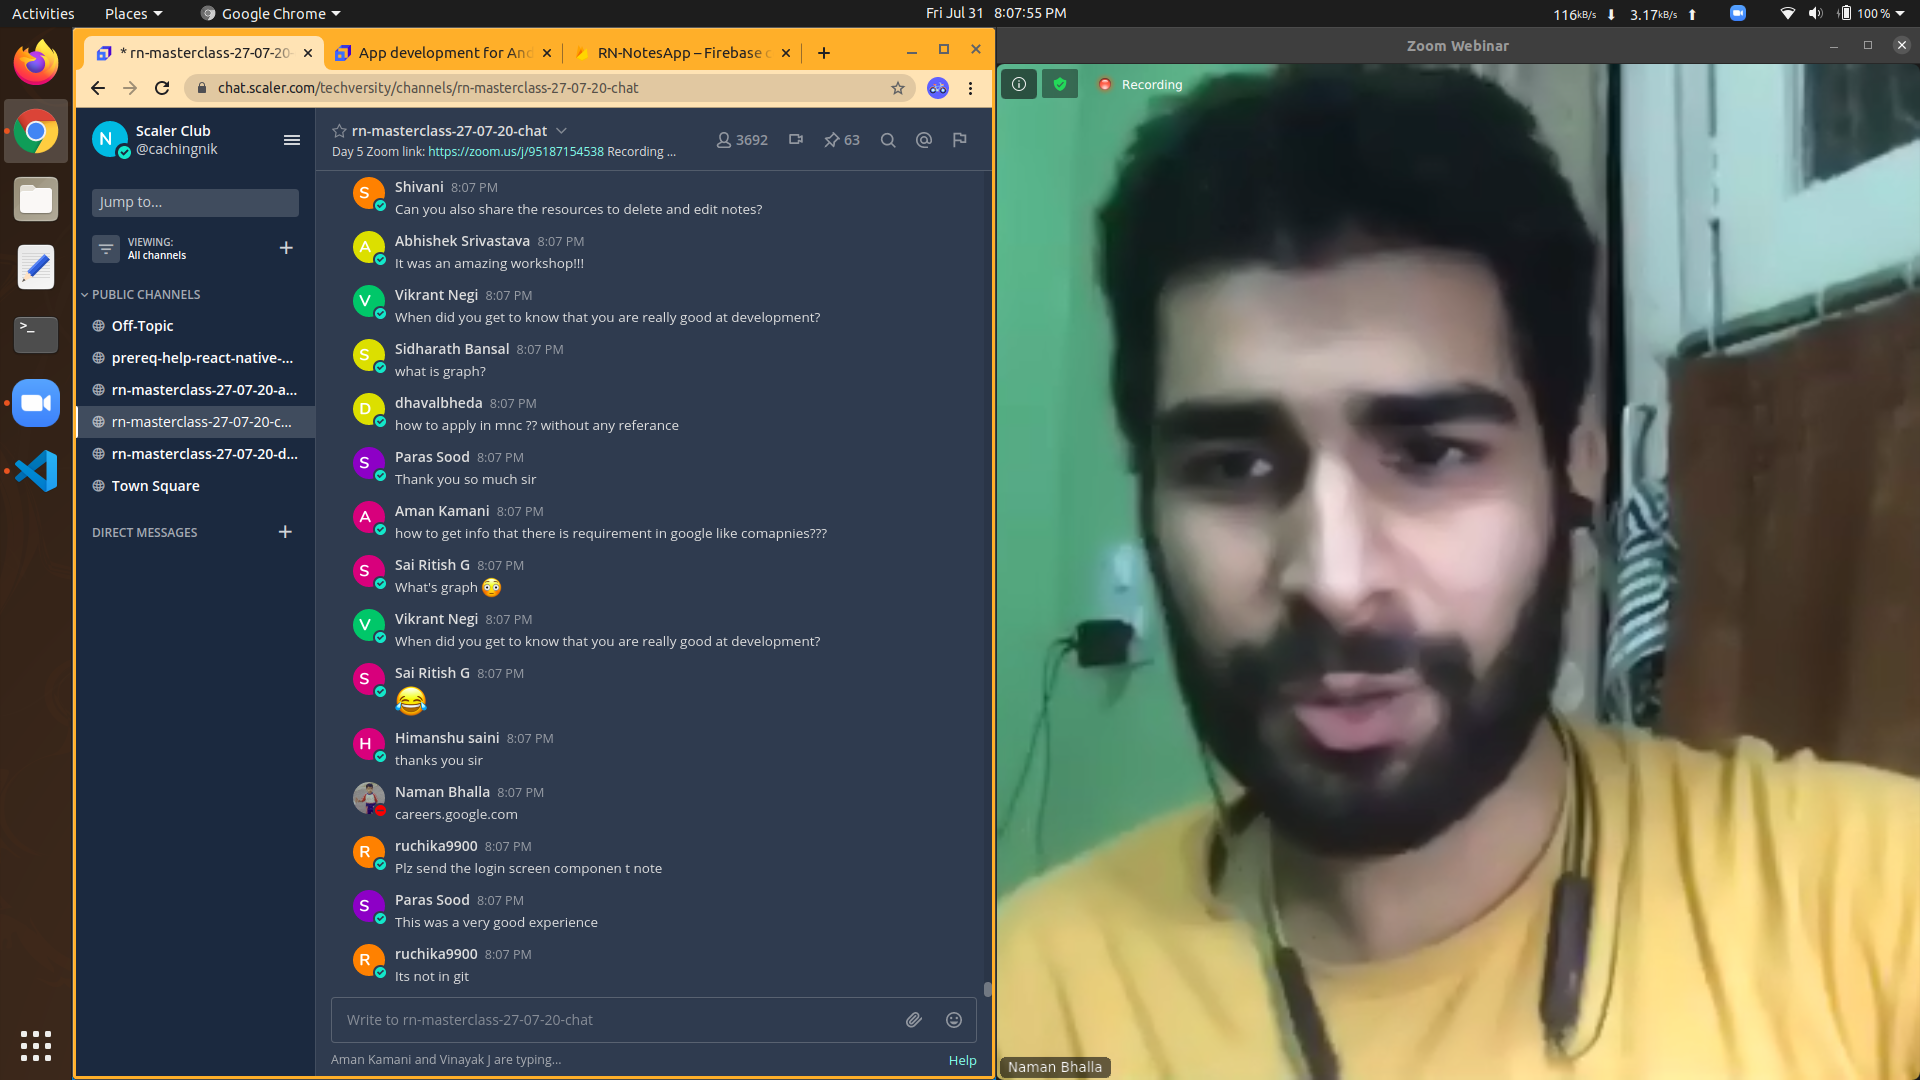 Activities Places Google Chrome Fri Jul 31 8:07:55 PM 116kB/s 3.17kB/s 100 %
* rn-masterclass-27-07-20- App development for And RN-NotesApp – Firebase c
chat.scaler.com/techversity/channels/rn-masterclass-27-07-20-chat
N Scaler Club
@cachingnik
Jump to...
VIEWING:
All channels
PUBLIC CHANNELS
Off-Topic
prereq-help-react-native-...
rn-masterclass-27-07-20-a...
rn-masterclass-27-07-20-c...
rn-masterclass-27-07-20-d...
Town Square
DIRECT MESSAGES
rn-masterclass-27-07-20-chat
Day 5 Zoom link: https://zoom.us/j/95187154538 Recording ...
3692 63
S Shivani 8:07 PM
Can you also share the resources to delete and edit notes?
A Abhishek Srivastava 8:07 PM
It was an amazing workshop!!!
V Vikrant Negi 8:07 PM
When did you get to know that you are really good at development?
S Sidharath Bansal 8:07 PM
what is graph?
D dhavalbheda 8:07 PM
how to apply in mnc ?? without any referance
S Paras Sood 8:07 PM
Thank you so much sir
A Aman Kamani 8:07 PM
how to get info that there is requirement in google like comapnies???
S Sai Ritish G 8:07 PM
What's graph 😳
V Vikrant Negi 8:07 PM
When did you get to know that you are really good at development?
S Sai Ritish G 8:07 PM
😂
H Himanshu saini 8:07 PM
thanks you sir
Naman Bhalla 8:07 PM
careers.google.com
R ruchika9900 8:07 PM
Plz send the login screen componen t note
S Paras Sood 8:07 PM
This was a very good experience
R ruchika9900 8:07 PM
Its not in git
Write to rn-masterclass-27-07-20-chat
Aman Kamani and Vinayak J are typing...
Help
Zoom Webinar
Recording
Naman Bhalla